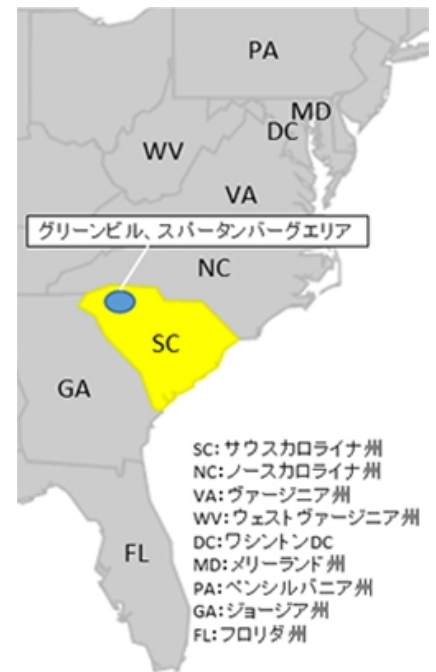 PA
MD
DC
WV
VA
グリーンビル、スパータンバーグエリア
NC
SC
GA
SC:サウスカロライナ州
NC:ノースカロライナ州
VA:ヴァージニア州
WV:ウェストヴァージニア州
DC:ワシントンDC
MD:メリーランド州
PA:ペンシルバニア州
GA:ジョージア州
FL:フロリダ州
FL